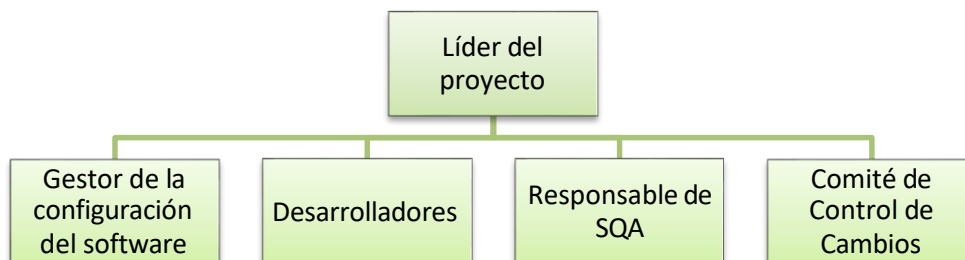 Líder del
proyecto
Gestor de la
configuración
del software
Desarrolladores
Responsable de
SQA
Comité de
Control de
Cambios